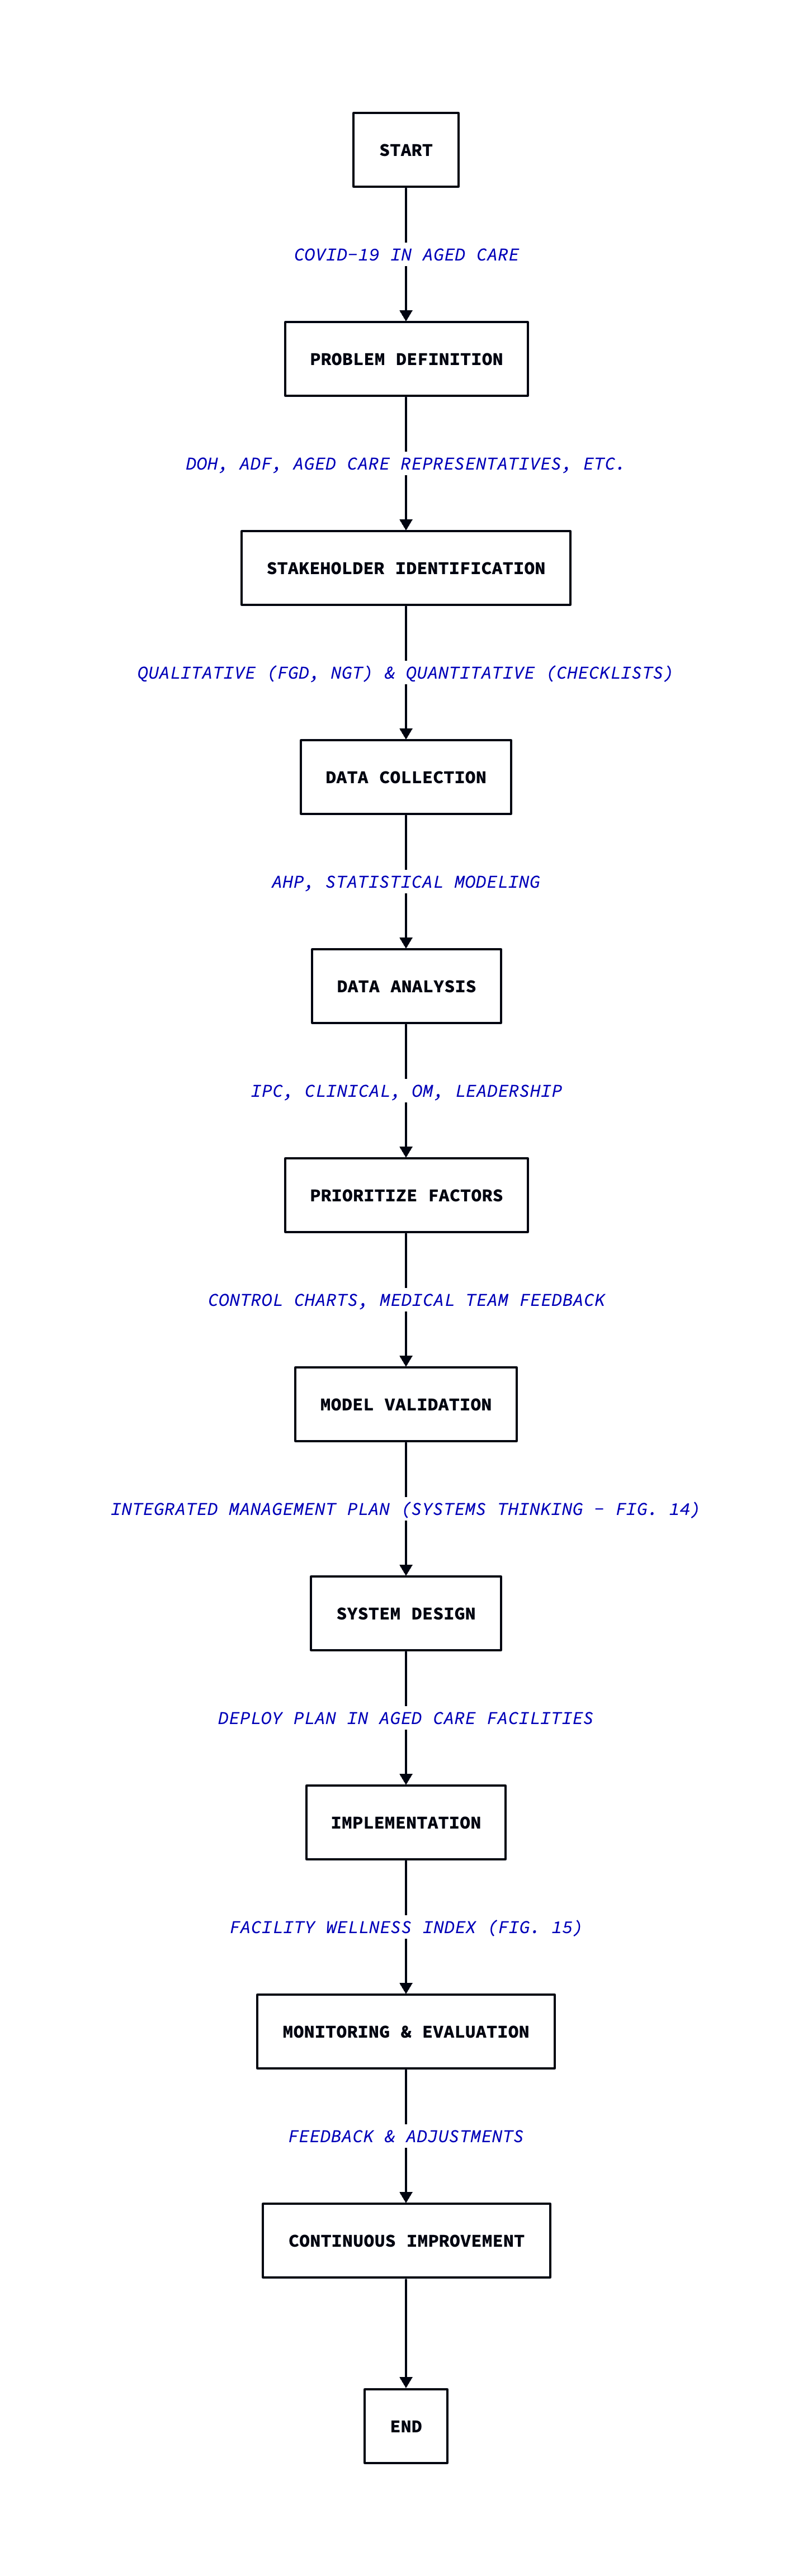 START
COVID-19 IN AGED CARE
PROBLEM DEFINITION
DOH, ADF, AGED CARE REPRESENTATIVES, ETC.
STAKEHOLDER IDENTIFICATION
QUALITATIVE (FGD, NGT) & QUANTITATIVE (CHECKLISTS)
DATA COLLECTION
AHP, STATISTICAL MODELING
DATA ANALYSIS
IPC, CLINICAL, OM, LEADERSHIP
PRIORITIZE FACTORS
CONTROL CHARTS, MEDICAL TEAM FEEDBACK
MODEL VALIDATION
INTEGRATED MANAGEMENT PLAN (SYSTEMS THINKING - FIG. 14)
SYSTEM DESIGN
DEPLOY PLAN IN AGED CARE FACILITIES
IMPLEMENTATION
FACILITY WELLNESS INDEX (FIG. 15)
MONITORING & EVALUATION
FEEDBACK & ADJUSTMENTS
CONTINUOUS IMPROVEMENT
END